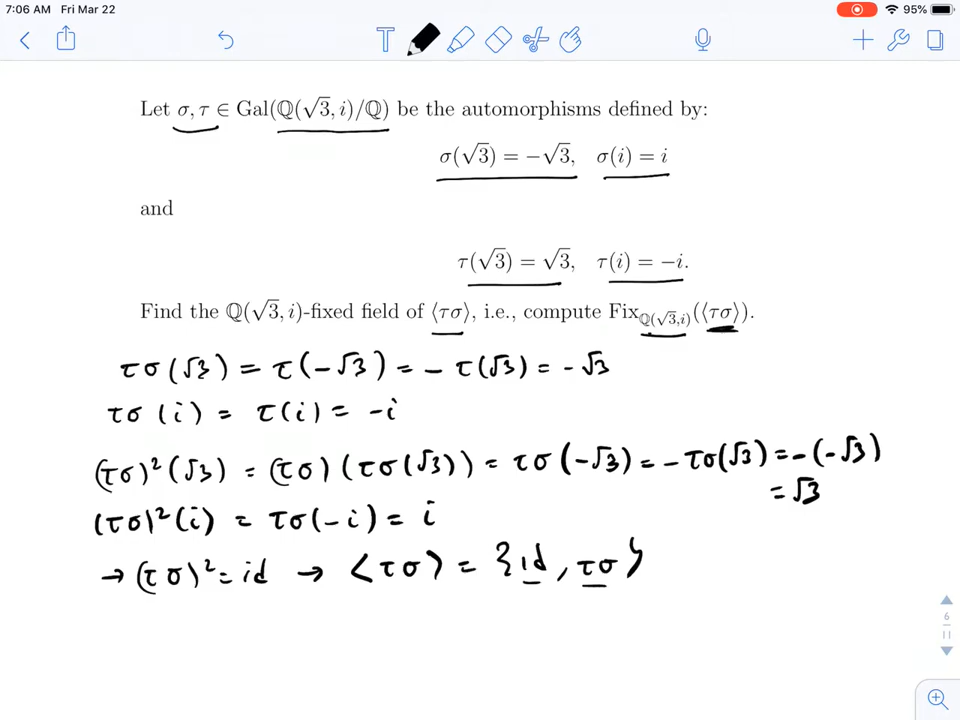 7:06 AM Fri Mar 22
95%
T
Let σ, τ ∈ Gal(ℚ(√3, i)/ℚ) be the automorphisms defined by:
σ(√3) = −√3, σ(i) = i
and
τ(√3) = √3, τ(i) = −i.
Find the ℚ(√3, i)-fixed field of ⟨τσ⟩, i.e., compute Fix_{ℚ(√3,i)}(⟨τσ⟩).
τσ(√3) = τ(−√3) = − τ(√3) = −√3
τσ(i) = τ(i) = −i
(τσ)²(√3) = (τσ)(τσ(√3)) = τσ(−√3) = −τσ(√3) = −(−√3)
= √3
(τσ)²(i) = τσ(−i) = i
→ (τσ)² = id → ⟨τσ⟩ = {id, τσ}
6
11